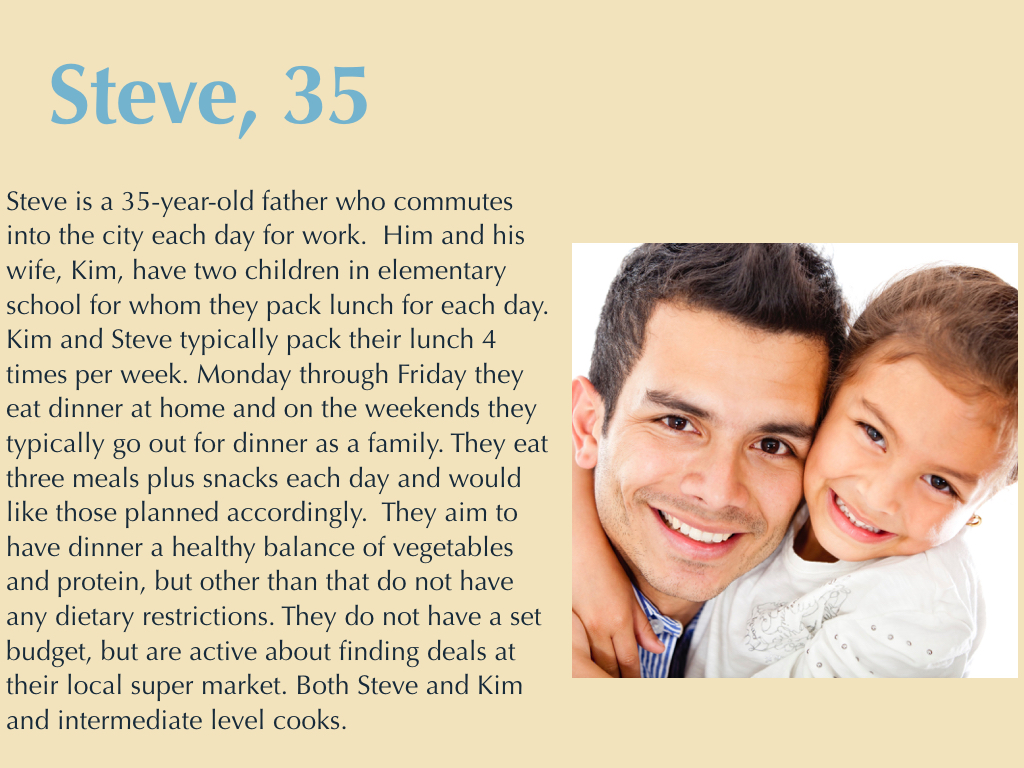 Steve, 35
Steve is a 35-year-old father who commutes
into the city each day for work.  Him and his
wife, Kim, have two children in elementary
school for whom they pack lunch for each day.
Kim and Steve typically pack their lunch 4
times per week. Monday through Friday they
eat dinner at home and on the weekends they
typically go out for dinner as a family. They eat
three meals plus snacks each day and would
like those planned accordingly.  They aim to
have dinner a healthy balance of vegetables
and protein, but other than that do not have
any dietary restrictions. They do not have a set
budget, but are active about finding deals at
their local super market. Both Steve and Kim
and intermediate level cooks.